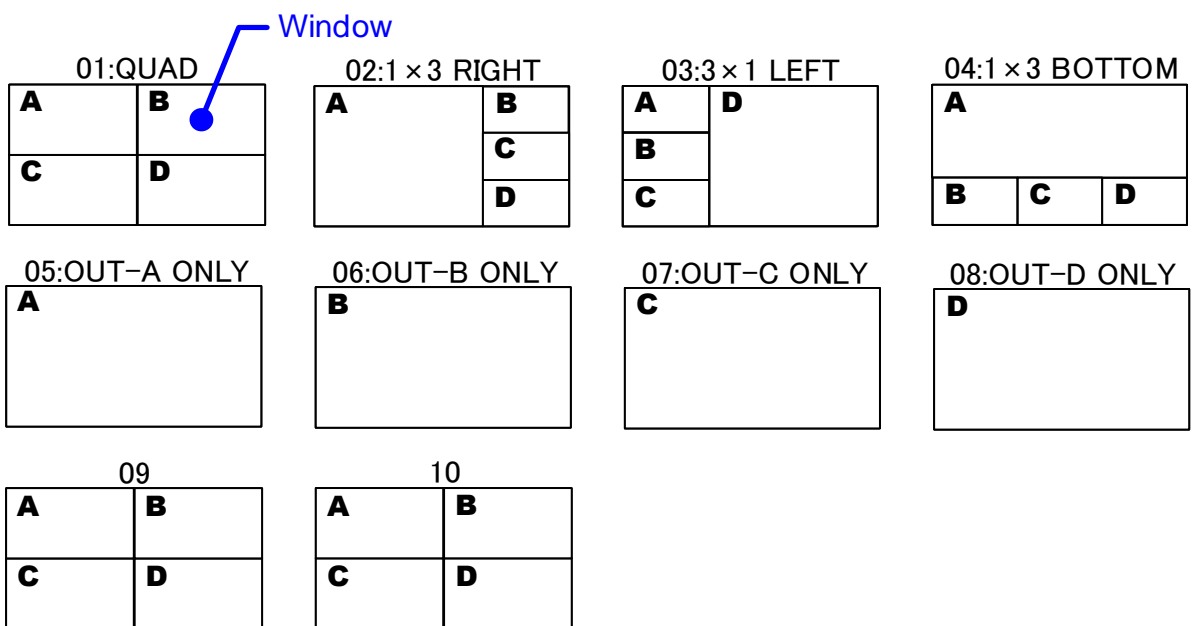 Window
01:QUAD
02:1×3 RIGHT
03:3×1 LEFT
04:1×3 BOTTOM
A B
C D
A B
C
D
A D
B
C
A
B C D
05:OUT-A ONLY
06:OUT-B ONLY
07:OUT-C ONLY
08:OUT-D ONLY
A
B
C
D
09
10
A B
C D
A B
C D